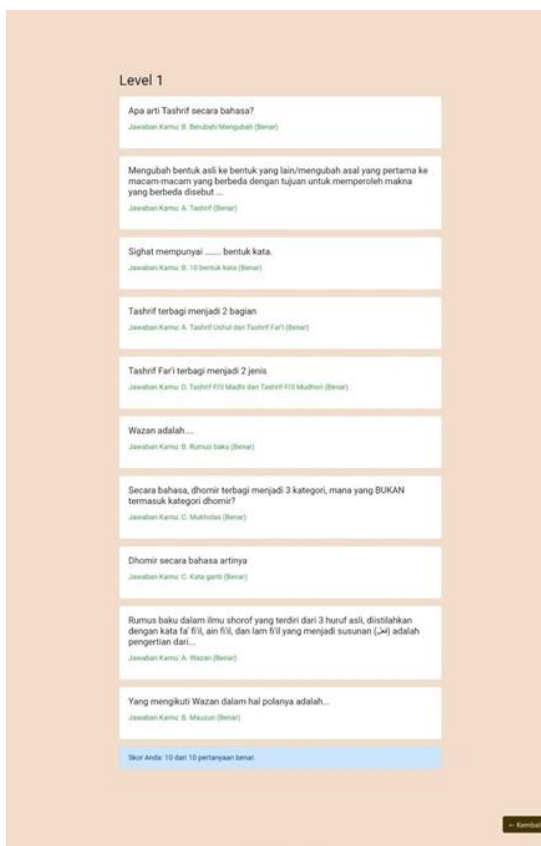 Level 1
Apa arti Tashrif secara bahasa?
Jawaban Kamu: B. Berubah/Mengubah (Benar)
Mengubah bentuk asli ke bentuk yang lain/mengubah asal yang pertama ke
macam-macam yang berbeda dengan tujuan untuk memperoleh makna
yang berbeda disebut ...
Jawaban Kamu: A. Tashrif (Benar)
Sighat mempunyai ....... bentuk kata.
Jawaban Kamu: B. 10 bentuk kata (Benar)
Tashrif terbagi menjadi 2 bagian
Jawaban Kamu: A. Tashrif Ushul dan Tashrif Far'i (Benar)
Tashrif Far'i terbagi menjadi 2 jenis
Jawaban Kamu: D. Tashrif Fi'il Madhi dan Tashrif Fi'il Mudhori (Benar)
Wazan adalah....
Jawaban Kamu: B. Rumus baku (Benar)
Secara bahasa, dhomir terbagi menjadi 3 kategori, mana yang BUKAN
termasuk kategori dhomir?
Jawaban Kamu: C. Mukholas (Benar)
Dhomir secara bahasa artinya
Jawaban Kamu: C. Kata ganti (Benar)
Rumus baku dalam ilmu shorof yang terdiri dari 3 huruf asli, diistilahkan
dengan kata fa' fi'il, ain fi'il, dan lam fi'il yang menjadi susunan (فعل) adalah
pengertian dari...
Jawaban Kamu: A. Wazan (Benar)
Yang mengikuti Wazan dalam hal polanya adalah...
Jawaban Kamu: B. Mauzun (Benar)
Skor Anda: 10 dari 10 pertanyaan benar.
← Kembali